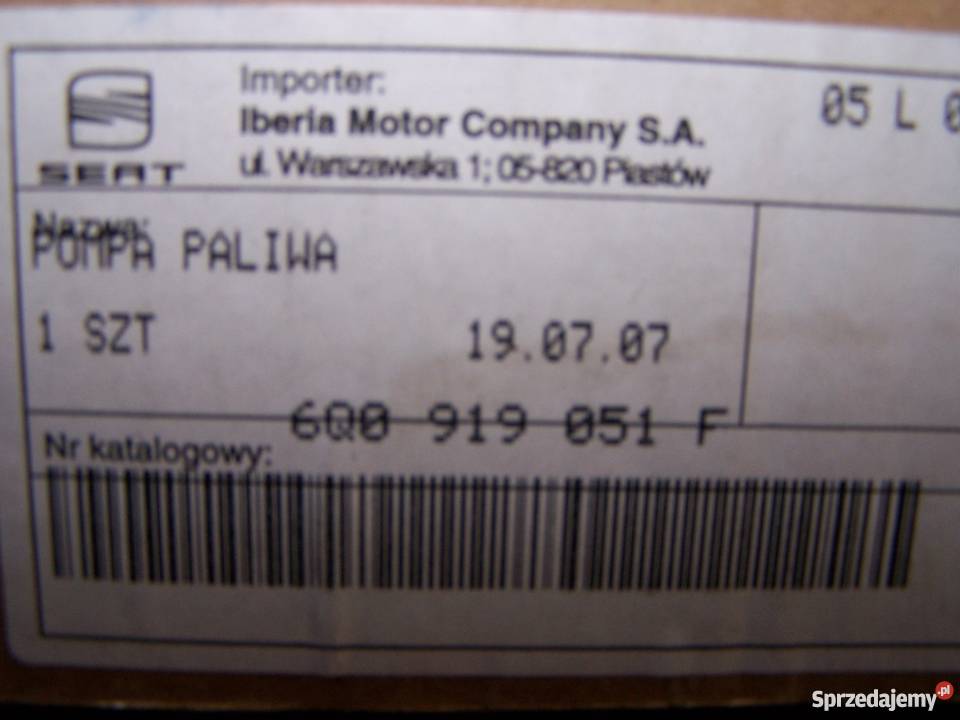 Importer:
Iberia Motor Company S.A.
ul. Warszawska 1; 05-820 Piastów
05 L
SEAT
Nazwa:
POMPA PALIWA
1 SZT 19.07.07
6Q0 919 051 F
Nr katalogowy:
Sprzedajemy.pl